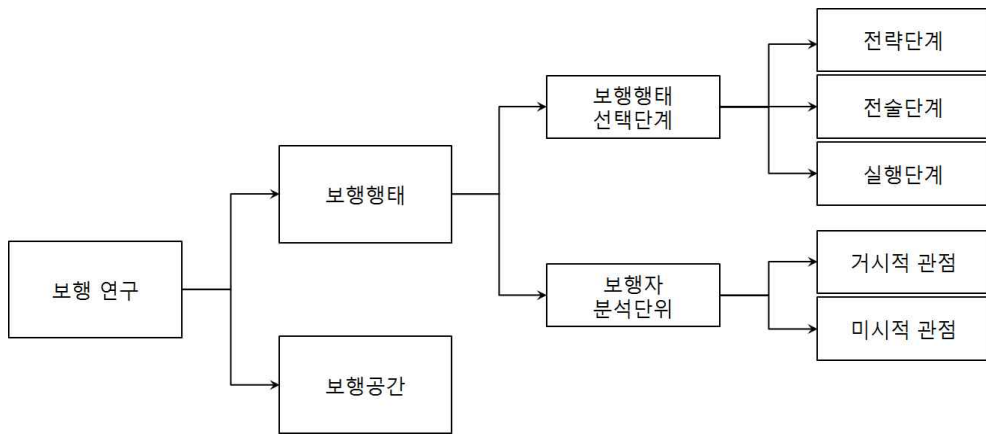 보행 연구
보행행태
보행공간
보행행태
선택단계
보행자
분석단위
전략단계
전술단계
실행단계
거시적 관점
미시적 관점